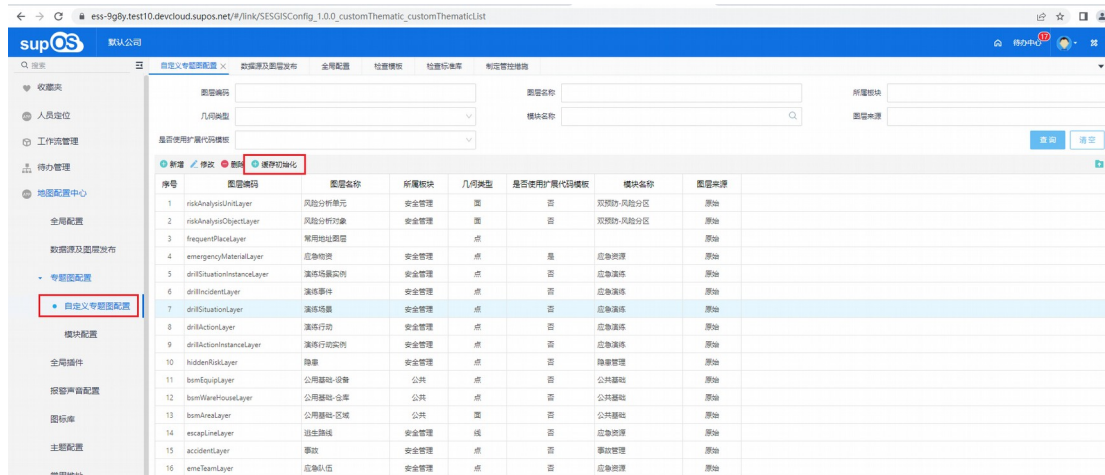 ess-9g8y.test10.devcloud.supos.net/#/link/SESGISConfig_1.0.0_customThematic_customThematicList
supOS 默认公司 待办中心 17
搜索 自定义专题图配置 × 数据源及图层发布 全局配置 检查模板 检查标准库 制定管控措施
收藏夹
人员定位
工作流管理
待办管理
地图配置中心
全局配置
数据源及图层发布
专题图配置
自定义专题图配置
模块配置
全局插件
报警声音配置
图标库
主题配置
图层编码 图层名称 所属板块
几何类型 模块名称 图层来源
是否使用扩展代码模板 查询 清空
新增 修改 删除 缓存初始化
序号 图层编码 图层名称 所属板块 几何类型 是否使用扩展代码模板 模块名称 图层来源
1 riskAnalysisUnitLayer 风险分析单元 安全管理 面 否 双预防-风险分区 原始
2 riskAnalysisObjectLayer 风险分析对象 安全管理 面 否 双预防-风险分区 原始
3 frequentPlaceLayer 常用地址图层 点 原始
4 emergencyMaterialLayer 应急物资 安全管理 点 是 应急资源 原始
5 drillSituationInstanceLayer 演练场景实例 安全管理 点 否 应急演练 原始
6 drillIncidentLayer 演练事件 安全管理 点 否 应急演练 原始
7 drillSituationLayer 演练场景 安全管理 点 否 应急演练 原始
8 drillActionLayer 演练行动 安全管理 点 否 应急演练 原始
9 drillActionInstanceLayer 演练行动实例 安全管理 点 否 应急演练 原始
10 hiddenRiskLayer 隐患 安全管理 点 否 隐患管理 原始
11 bsmEquipLayer 公用基础-设备 公共 点 否 公共基础 原始
12 bsmWareHouseLayer 公用基础-仓库 公共 点 否 公共基础 原始
13 bsmAreaLayer 公用基础-区域 公共 面 否 公共基础 原始
14 escapLineLayer 逃生路线 安全管理 线 否 应急资源 原始
15 accidentLayer 事故 安全管理 点 否 事故管理 原始
16 emeTeamLayer 应急队伍 安全管理 点 否 应急资源 原始